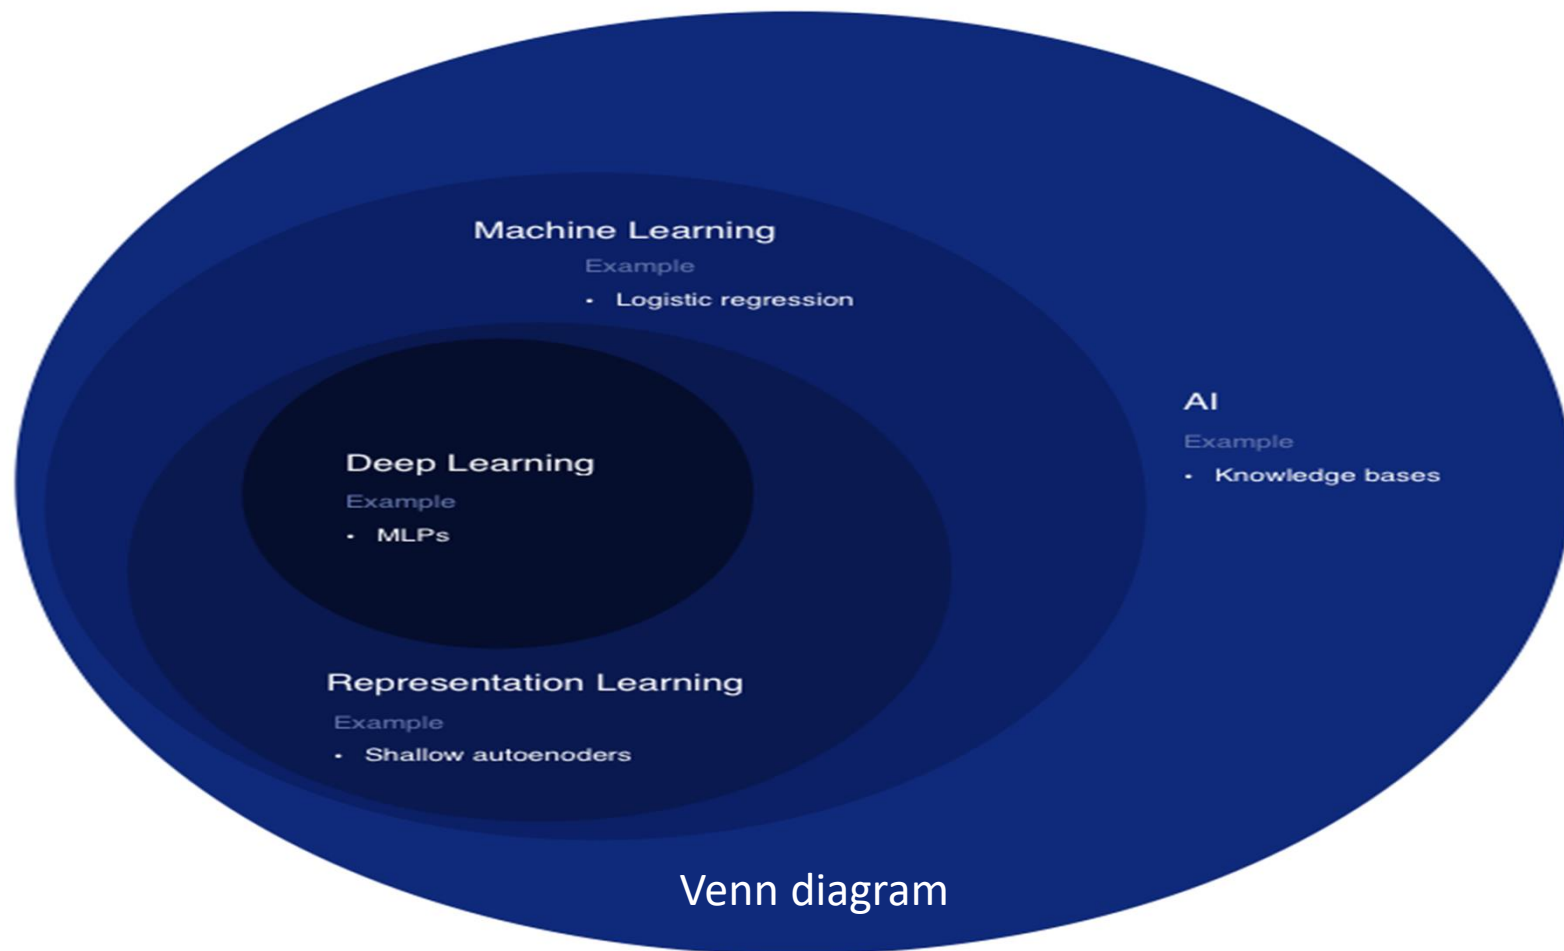 Machine Learning
Example
• Logistic regression
AI
Example
• Knowledge bases
Deep Learning
Example
• MLPs
Representation Learning
Example
• Shallow autoenoders
Venn diagram